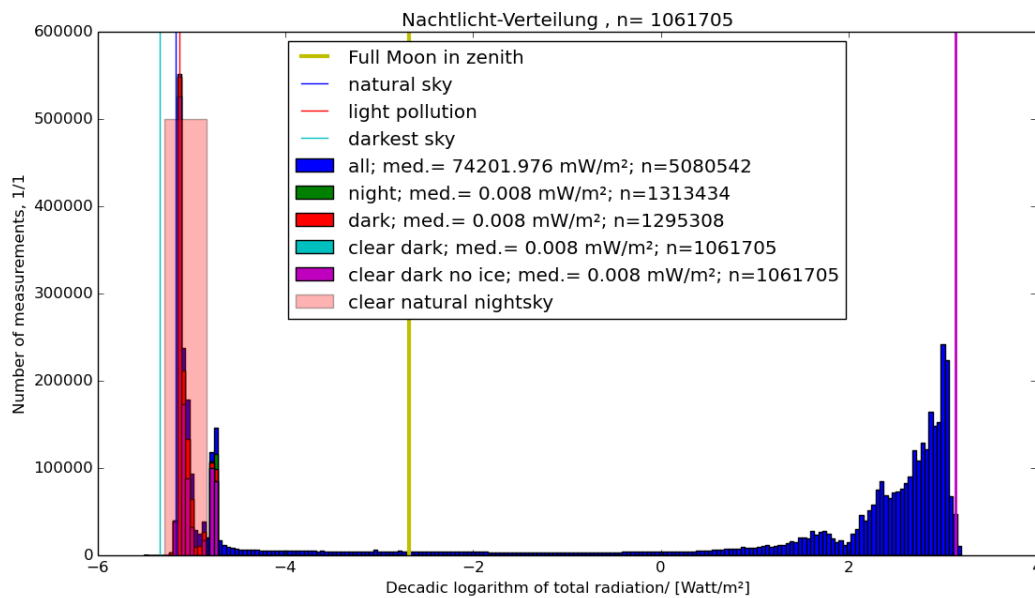 Nachtlicht-Verteilung , n= 1061705
Number of measurements, 1/1
600000
500000
400000
300000
200000
100000
0
Full Moon in zenith
natural sky
light pollution
darkest sky
all; med.= 74201.976 mW/m²; n=5080542
night; med.= 0.008 mW/m²; n=1313434
dark; med.= 0.008 mW/m²; n=1295308
clear dark; med.= 0.008 mW/m²; n=1061705
clear dark no ice; med.= 0.008 mW/m²; n=1061705
clear natural nightsky
−6 −4 −2 0 2 4
Decadic logarithm of total radiation/ [Watt/m²]